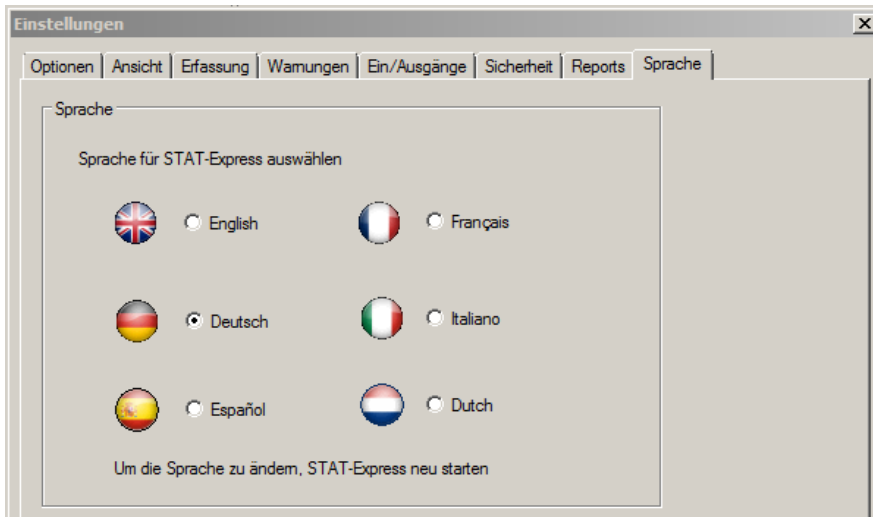 Einstellungen
Optionen Ansicht Erfassung Warnungen Ein/Ausgänge Sicherheit Reports Sprache
Sprache
Sprache für STAT-Express auswählen
English Français
Deutsch Italiano
Español Dutch
Um die Sprache zu ändern, STAT-Express neu starten